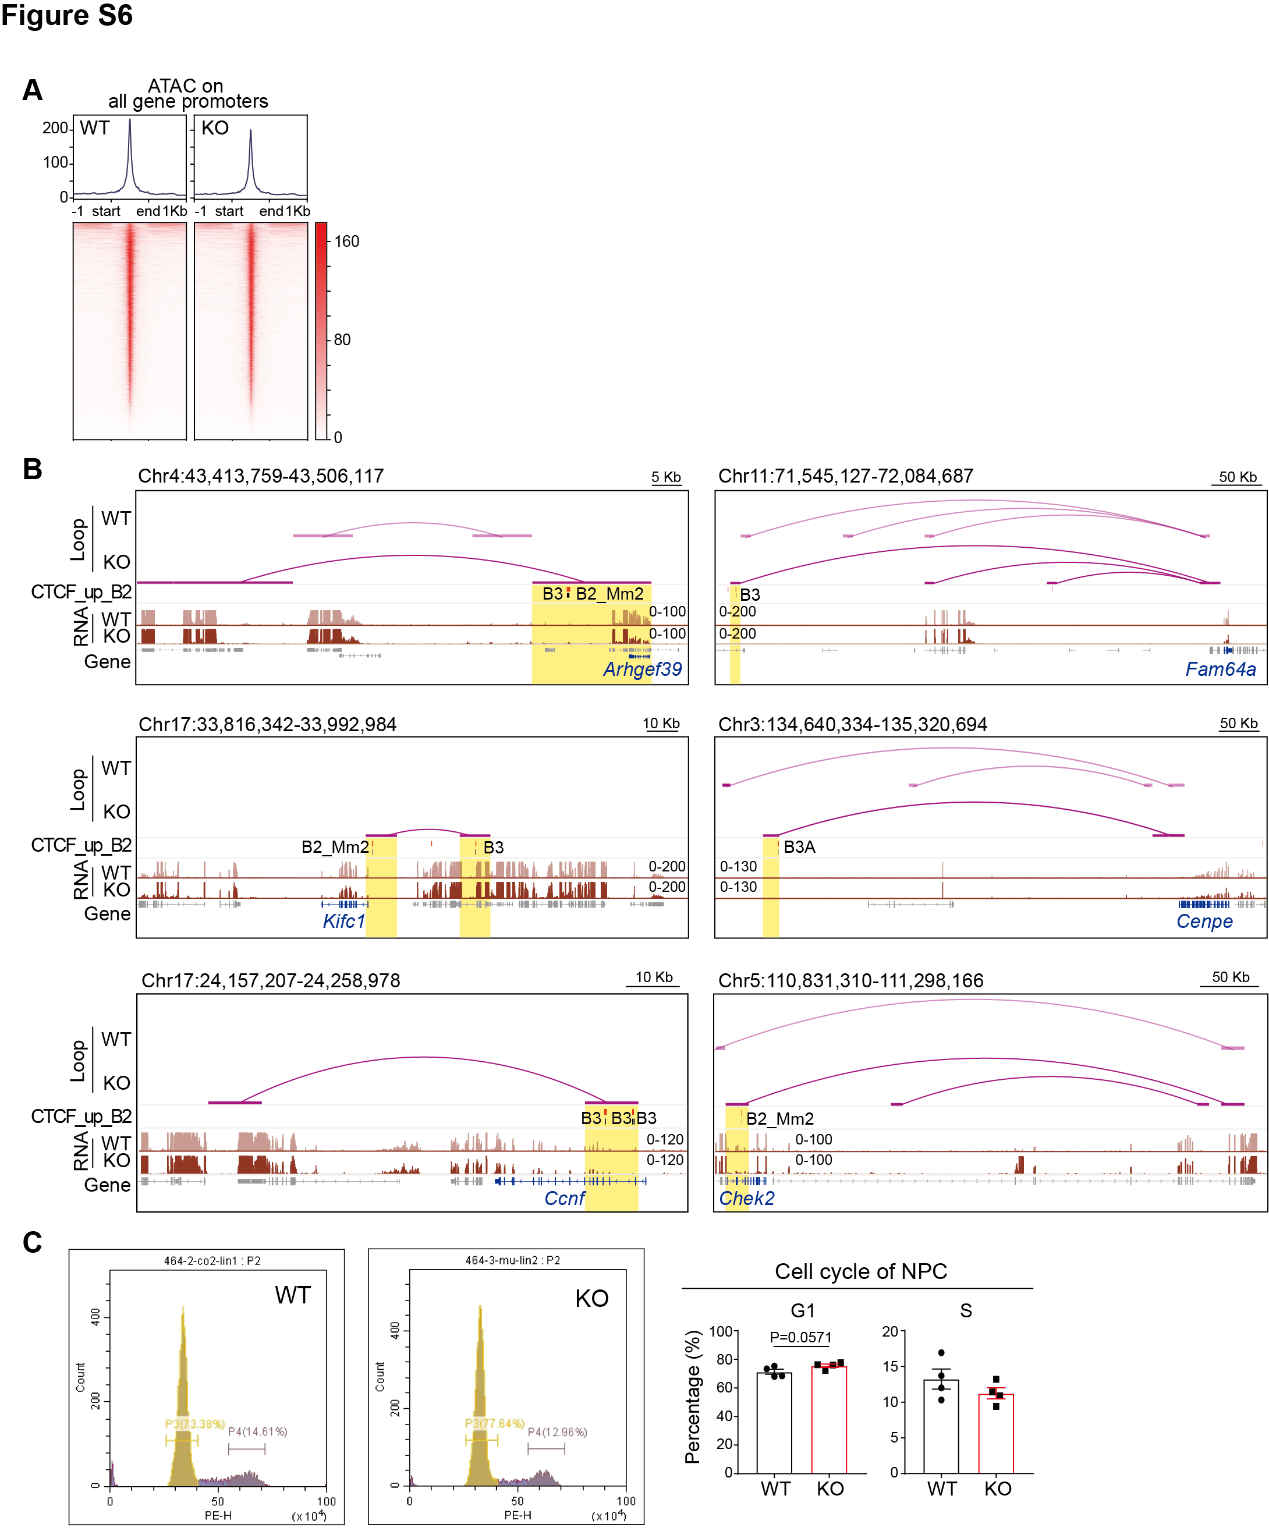 Figure S6
A
ATAC on
all gene promoters
WT
KO
200
100
0
-1 start end 1Kb
-1 start end 1Kb
160
80
0
B
Chr4:43,413,759-43,506,117
5 Kb
Loop
WT
KO
CTCF_up_B2
B3 B2_Mm2
RNA
WT
KO
0-100
0-100
Gene
Arhgef39
Chr11:71,545,127-72,084,687
50 Kb
B3
0-200
0-200
Fam64a
Chr17:33,816,342-33,992,984
10 Kb
Loop
WT
KO
CTCF_up_B2
B2_Mm2 B3
RNA
WT
KO
0-200
0-200
Gene
Kifc1
Chr3:134,640,334-135,320,694
50 Kb
B3A
0-130
0-130
Cenpe
Chr17:24,157,207-24,258,978
10 Kb
Loop
WT
KO
CTCF_up_B2
B3 B3 B3
RNA
WT
KO
0-120
0-120
Gene
Ccnf
Chr5:110,831,310-111,298,166
50 Kb
B2_Mm2
0-100
0-100
Chek2
C
464-2-co2-lin1 : P2
WT
Count
400
200
0
P3(73.38%)
P4(14.61%)
0 50 100
PE-H (x10⁴)
464-3-mu-lin2 : P2
KO
Count
400
200
0
P3(77.64%)
P4(12.96%)
0 50 100
PE-H (x10⁴)
Cell cycle of NPC
G1
Percentage (%)
P=0.0571
100
80
60
40
20
0
WT KO
S
20
15
10
5
0
WT KO